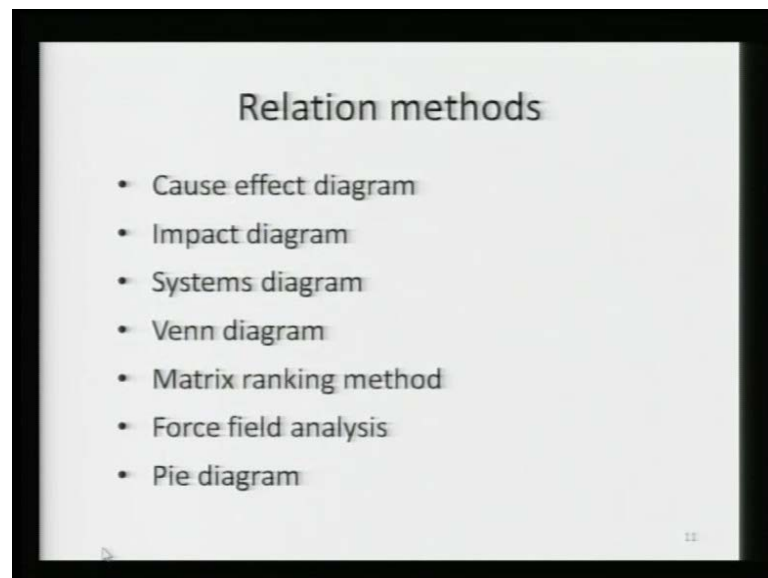 Relation methods
• Cause effect diagram
• Impact diagram
• Systems diagram
• Venn diagram
• Matrix ranking method
• Force field analysis
• Pie diagram
11